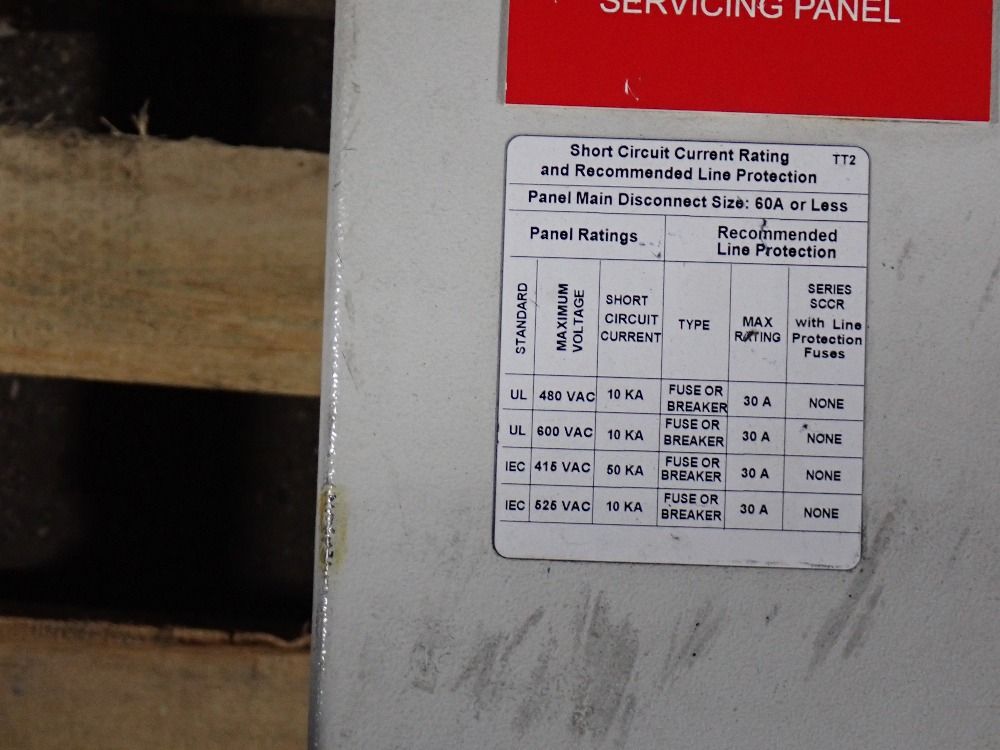 SERVICING PANEL
Short Circuit Current Rating TT2
and Recommended Line Protection
Panel Main Disconnect Size: 60A or Less
Panel Ratings
Recommended
Line Protection
STANDARD
MAXIMUM
VOLTAGE
SHORT
CIRCUIT
CURRENT
TYPE
MAX
RATING
SERIES
SCCR
with Line
Protection
Fuses
UL 480 VAC 10 KA FUSE OR BREAKER 30 A NONE
UL 600 VAC 10 KA FUSE OR BREAKER 30 A NONE
IEC 415 VAC 50 KA FUSE OR BREAKER 30 A NONE
IEC 525 VAC 10 KA FUSE OR BREAKER 30 A NONE